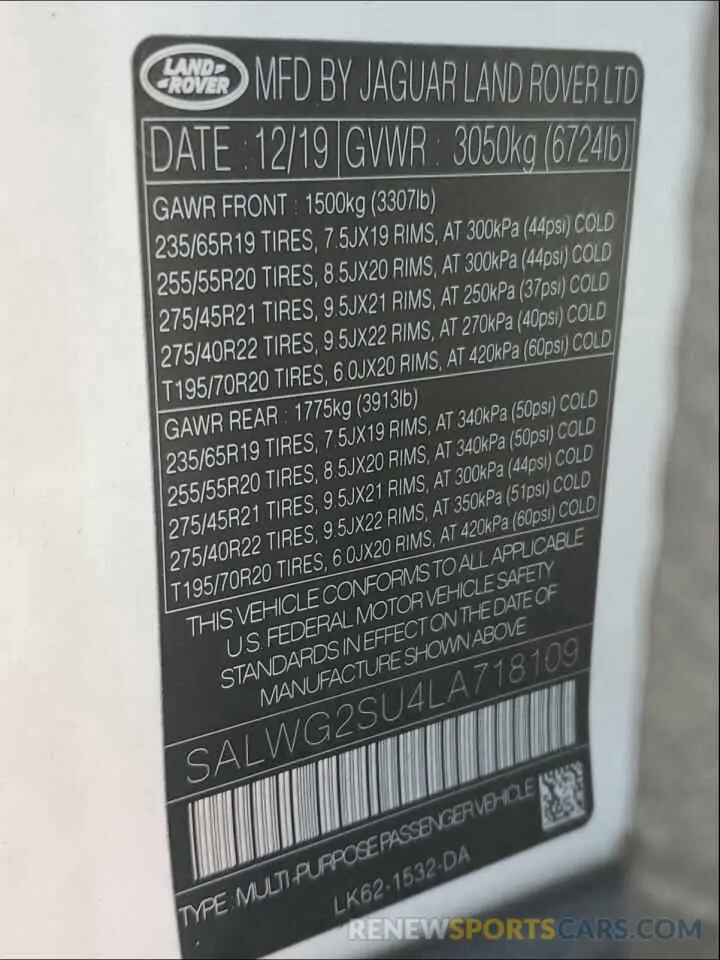 LAND-
-ROVER
MFD BY JAGUAR LAND ROVER LTD
DATE : 12/19 GVWR : 3050kg (6724lb)
GAWR FRONT : 1500kg (3307lb)
235/65R19 TIRES, 7.5JX19 RIMS, AT 300kPa (44psi) COLD
255/55R20 TIRES, 8.5JX20 RIMS, AT 300kPa (44psi) COLD
275/45R21 TIRES, 9.5JX21 RIMS, AT 250kPa (37psi) COLD
275/40R22 TIRES, 9.5JX22 RIMS, AT 270kPa (40psi) COLD
T195/70R20 TIRES, 6.0JX20 RIMS, AT 420kPa (60psi) COLD
GAWR REAR : 1775kg (3913lb)
235/65R19 TIRES, 7.5JX19 RIMS, AT 340kPa (50psi) COLD
255/55R20 TIRES, 8.5JX20 RIMS, AT 340kPa (50psi) COLD
275/45R21 TIRES, 9.5JX21 RIMS, AT 300kPa (44psi) COLD
275/40R22 TIRES, 9.5JX22 RIMS, AT 350kPa (51psi) COLD
T195/70R20 TIRES, 6.0JX20 RIMS, AT 420kPa (60psi) COLD
THIS VEHICLE CONFORMS TO ALL APPLICABLE
U.S. FEDERAL MOTOR VEHICLE SAFETY
STANDARDS IN EFFECT ON THE DATE OF
MANUFACTURE SHOWN ABOVE
SALWG2SU4LA718109
TYPE: MULTI-PURPOSE PASSENGER VEHICLE
LK62-1532-DA
RENEWSPORTSCARS.COM